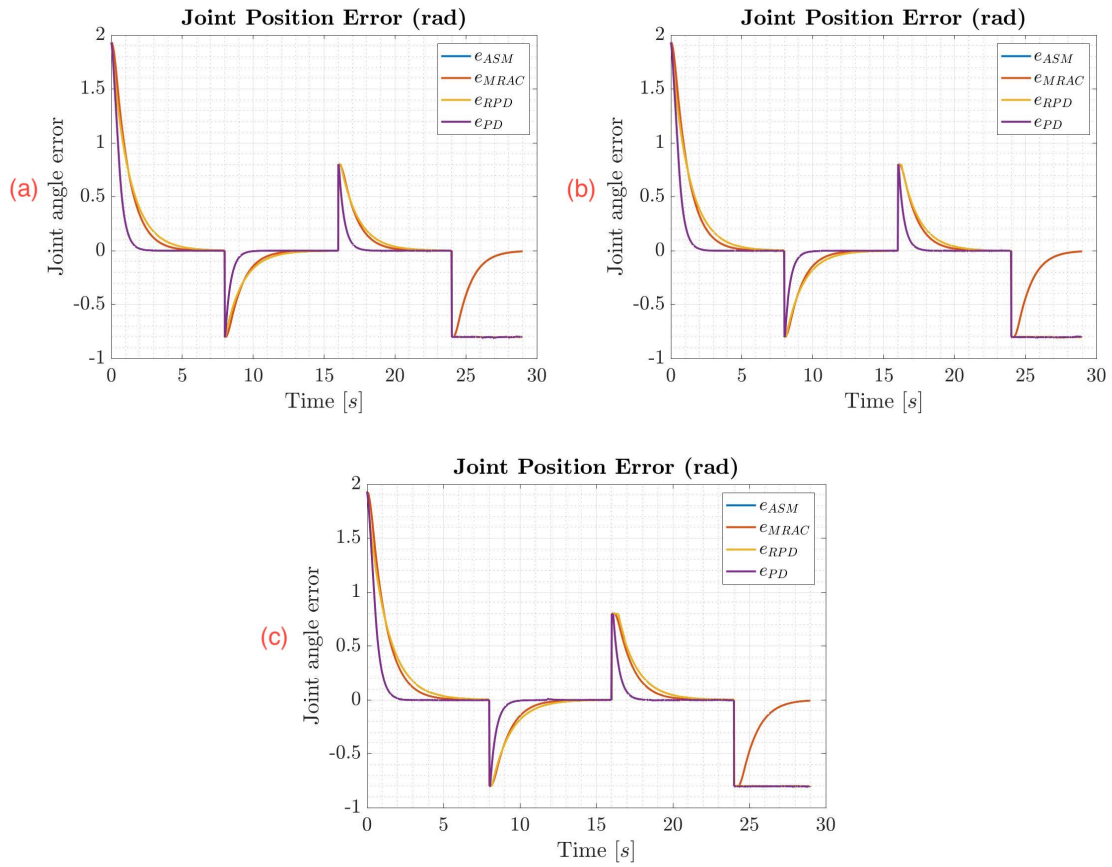 Joint Position Error (rad)
(a)
Joint angle error
2
1.5
1
0.5
0
-0.5
-1
e_ASM
e_MRAC
e_RPD
e_PD
0 5 10 15 20 25 30
Time [s]
Joint Position Error (rad)
(b)
Joint angle error
2
1.5
1
0.5
0
-0.5
-1
e_ASM
e_MRAC
e_RPD
e_PD
0 5 10 15 20 25 30
Time [s]
Joint Position Error (rad)
(c)
Joint angle error
2
1.5
1
0.5
0
-0.5
-1
e_ASM
e_MRAC
e_RPD
e_PD
0 5 10 15 20 25 30
Time [s]